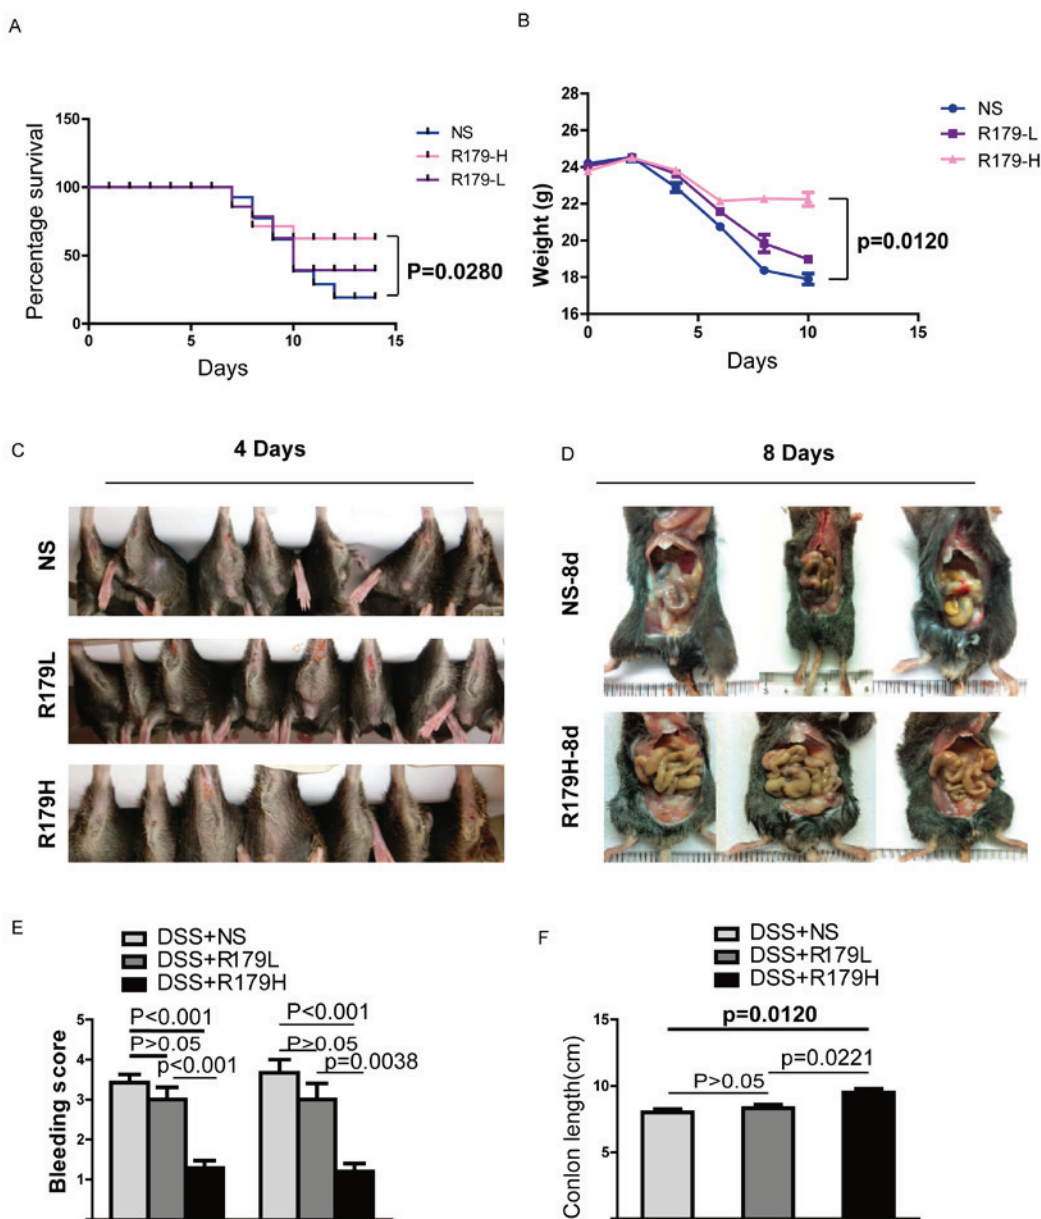 A
150
100
50
0
Percentage survival
0 5 10 15
Days
NS
R179-H
R179-L
P=0.0280
B
28
26
24
22
20
18
16
Weight (g)
0 5 10 15
Days
NS
R179-L
R179-H
p=0.0120
C
4 Days
NS
R179L
R179H
D
8 Days
NS-8d
R179H-8d
E
DSS+NS
DSS+R179L
DSS+R179H
P<0.001
P>0.05
p<0.001
P<0.001
P>0.05
p=0.0038
5
4
3
2
1
Bleeding score
F
DSS+NS
DSS+R179L
DSS+R179H
p=0.0120
p=0.0221
P>0.05
15
10
5
Conlon length(cm)